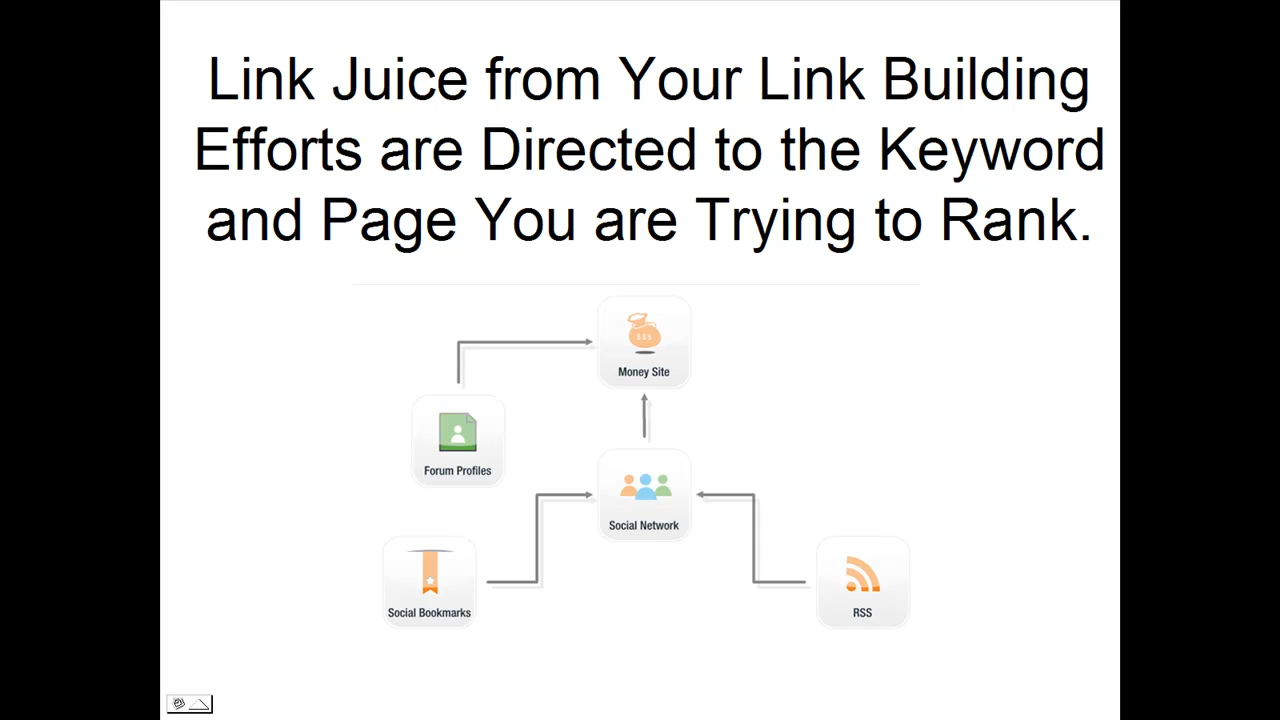 Link Juice from Your Link Building
Efforts are Directed to the Keyword
and Page You are Trying to Rank.
$$$
Money Site
Forum Profiles
Social Network
Social Bookmarks
RSS